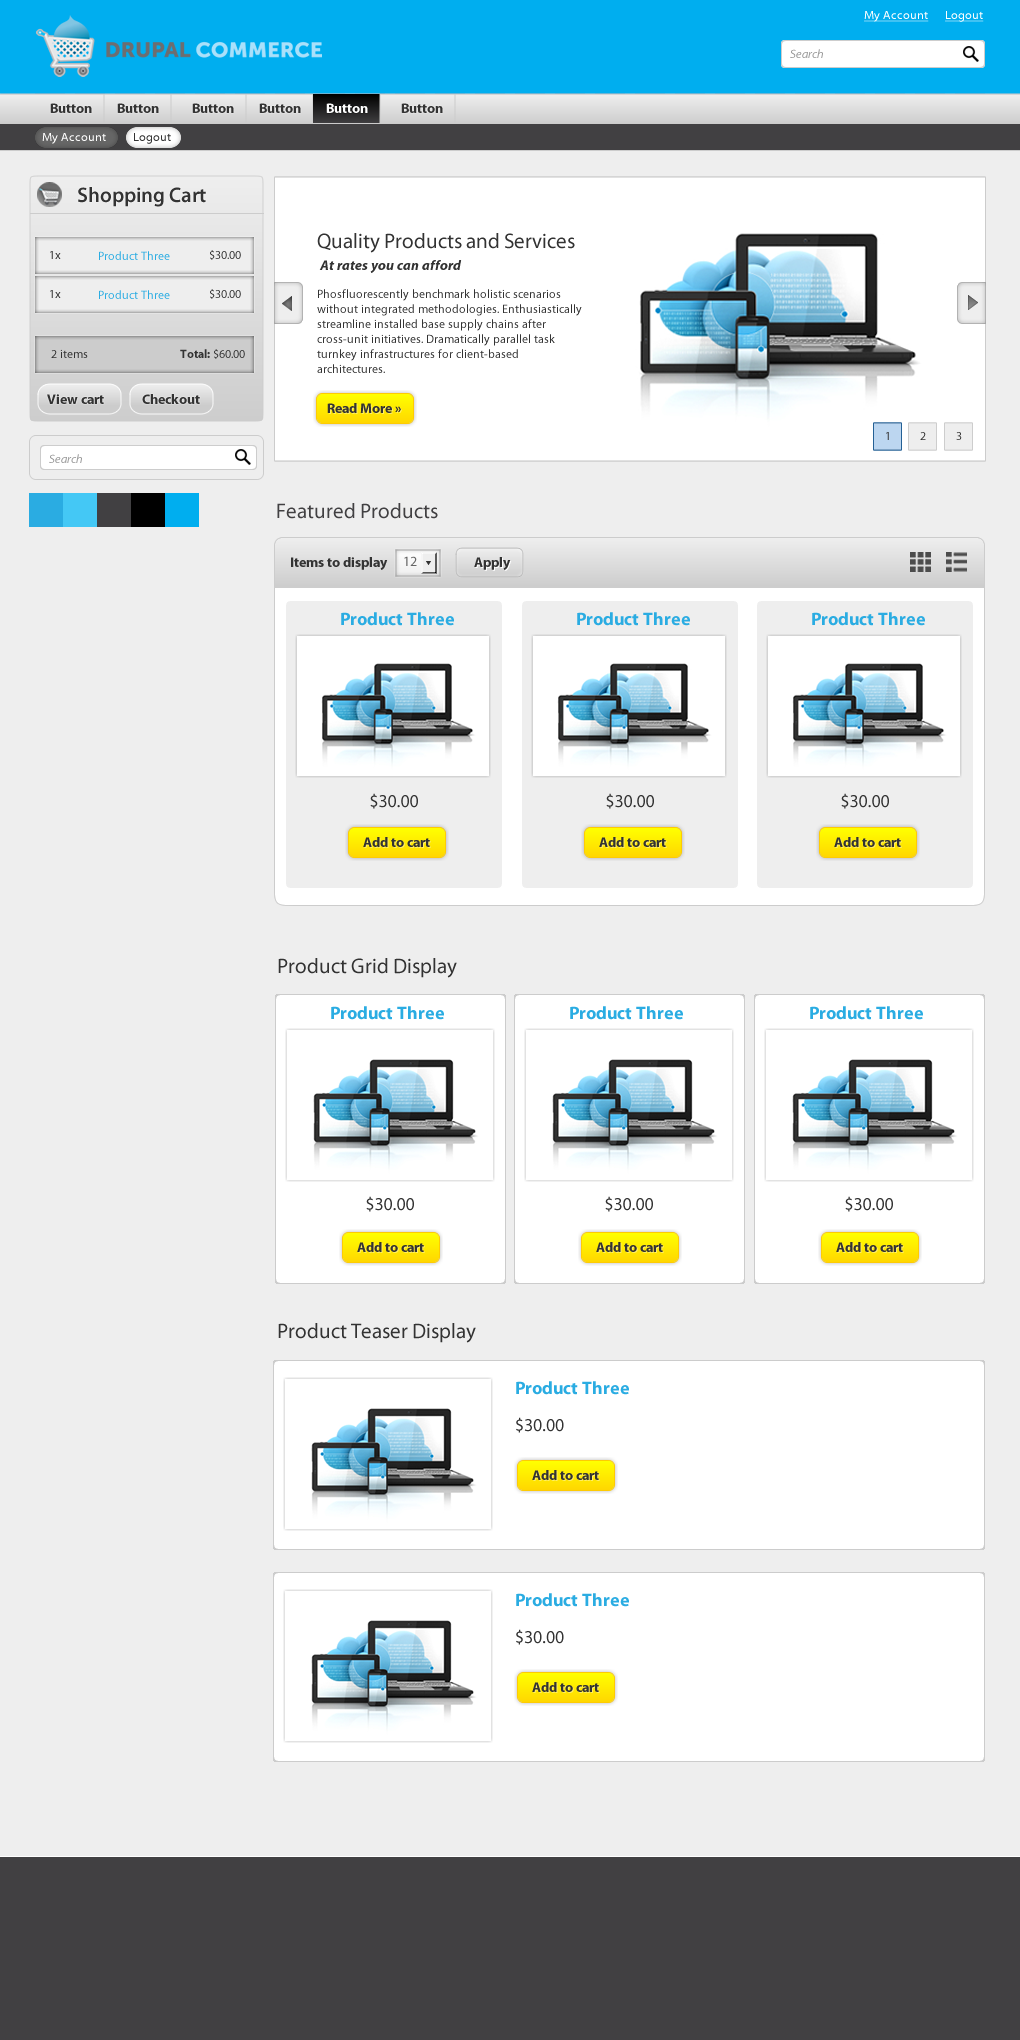 My Account Logout
DRUPAL COMMERCE
Search
Button Button Button Button Button Button
My Account Logout
Shopping Cart
1x Product Three $30.00
1x Product Three $30.00
2 items Total: $60.00
View cart Checkout
Search
Quality Products and Services
At rates you can afford
Phosfluorescently benchmark holistic scenarios
without integrated methodologies. Enthusiastically
streamline installed base supply chains after
cross-unit initiatives. Dramatically parallel task
turnkey infrastructures for client-based
architectures.
Read More »
1 2 3
Featured Products
Items to display 12 Apply
Product Three Product Three Product Three
$30.00 $30.00 $30.00
Add to cart Add to cart Add to cart
Product Grid Display
Product Three Product Three Product Three
$30.00 $30.00 $30.00
Add to cart Add to cart Add to cart
Product Teaser Display
Product Three
$30.00
Add to cart
Product Three
$30.00
Add to cart